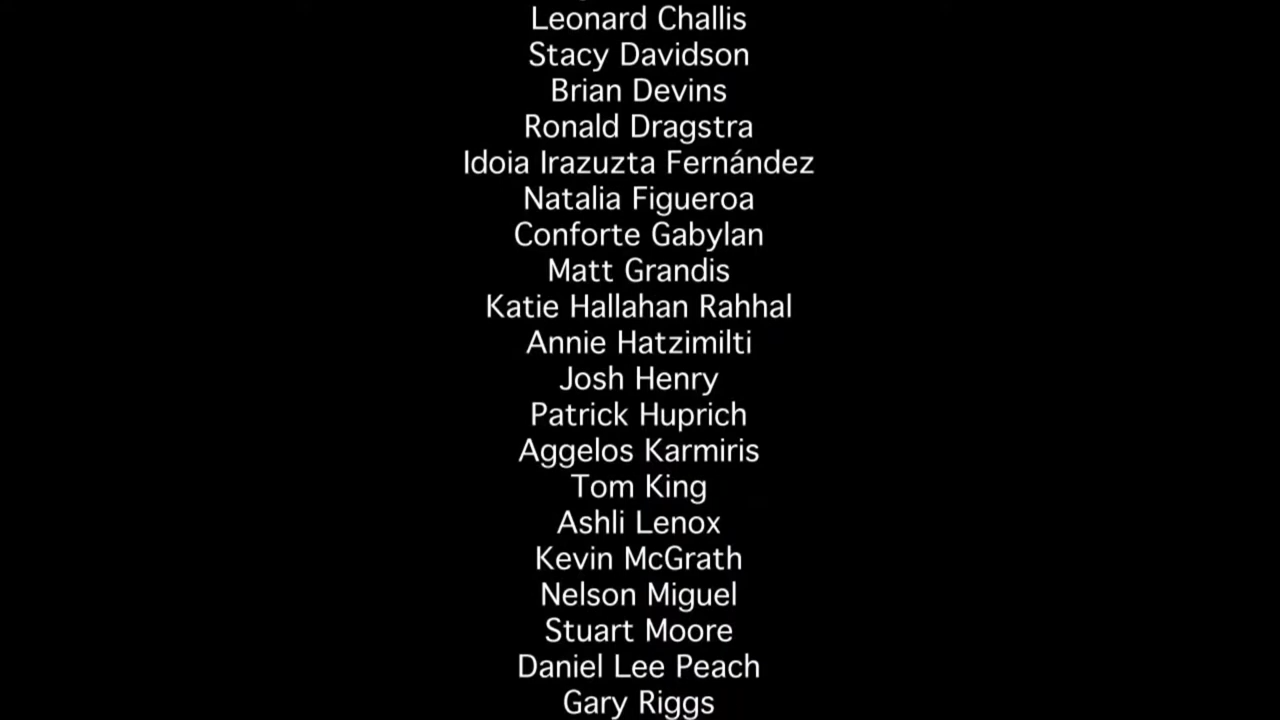 Leonard Challis
Stacy Davidson
Brian Devins
Ronald Dragstra
Idoia Irazuzta Fernández
Natalia Figueroa
Conforte Gabylan
Matt Grandis
Katie Hallahan Rahhal
Annie Hatzimilti
Josh Henry
Patrick Huprich
Aggelos Karmiris
Tom King
Ashli Lenox
Kevin McGrath
Nelson Miguel
Stuart Moore
Daniel Lee Peach
Gary Riggs